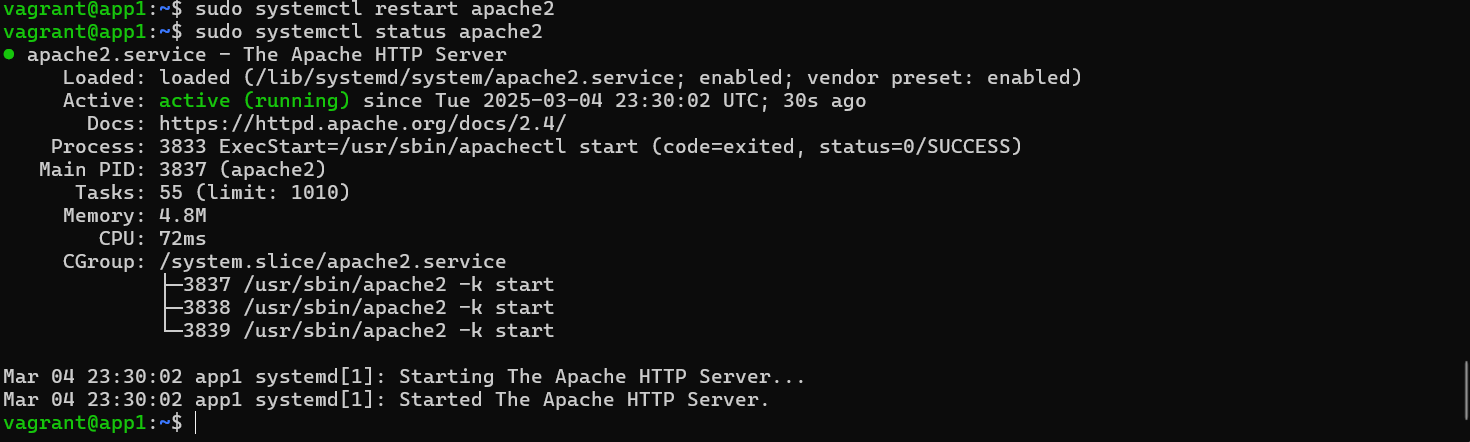 vagrant@app1:~$ sudo systemctl restart apache2
vagrant@app1:~$ sudo systemctl status apache2
● apache2.service - The Apache HTTP Server
     Loaded: loaded (/lib/systemd/system/apache2.service; enabled; vendor preset: enabled)
     Active: active (running) since Tue 2025-03-04 23:30:02 UTC; 30s ago
       Docs: https://httpd.apache.org/docs/2.4/
    Process: 3833 ExecStart=/usr/sbin/apachectl start (code=exited, status=0/SUCCESS)
   Main PID: 3837 (apache2)
      Tasks: 55 (limit: 1010)
     Memory: 4.8M
        CPU: 72ms
     CGroup: /system.slice/apache2.service
             ├─3837 /usr/sbin/apache2 -k start
             ├─3838 /usr/sbin/apache2 -k start
             └─3839 /usr/sbin/apache2 -k start

Mar 04 23:30:02 app1 systemd[1]: Starting The Apache HTTP Server...
Mar 04 23:30:02 app1 systemd[1]: Started The Apache HTTP Server.
vagrant@app1:~$